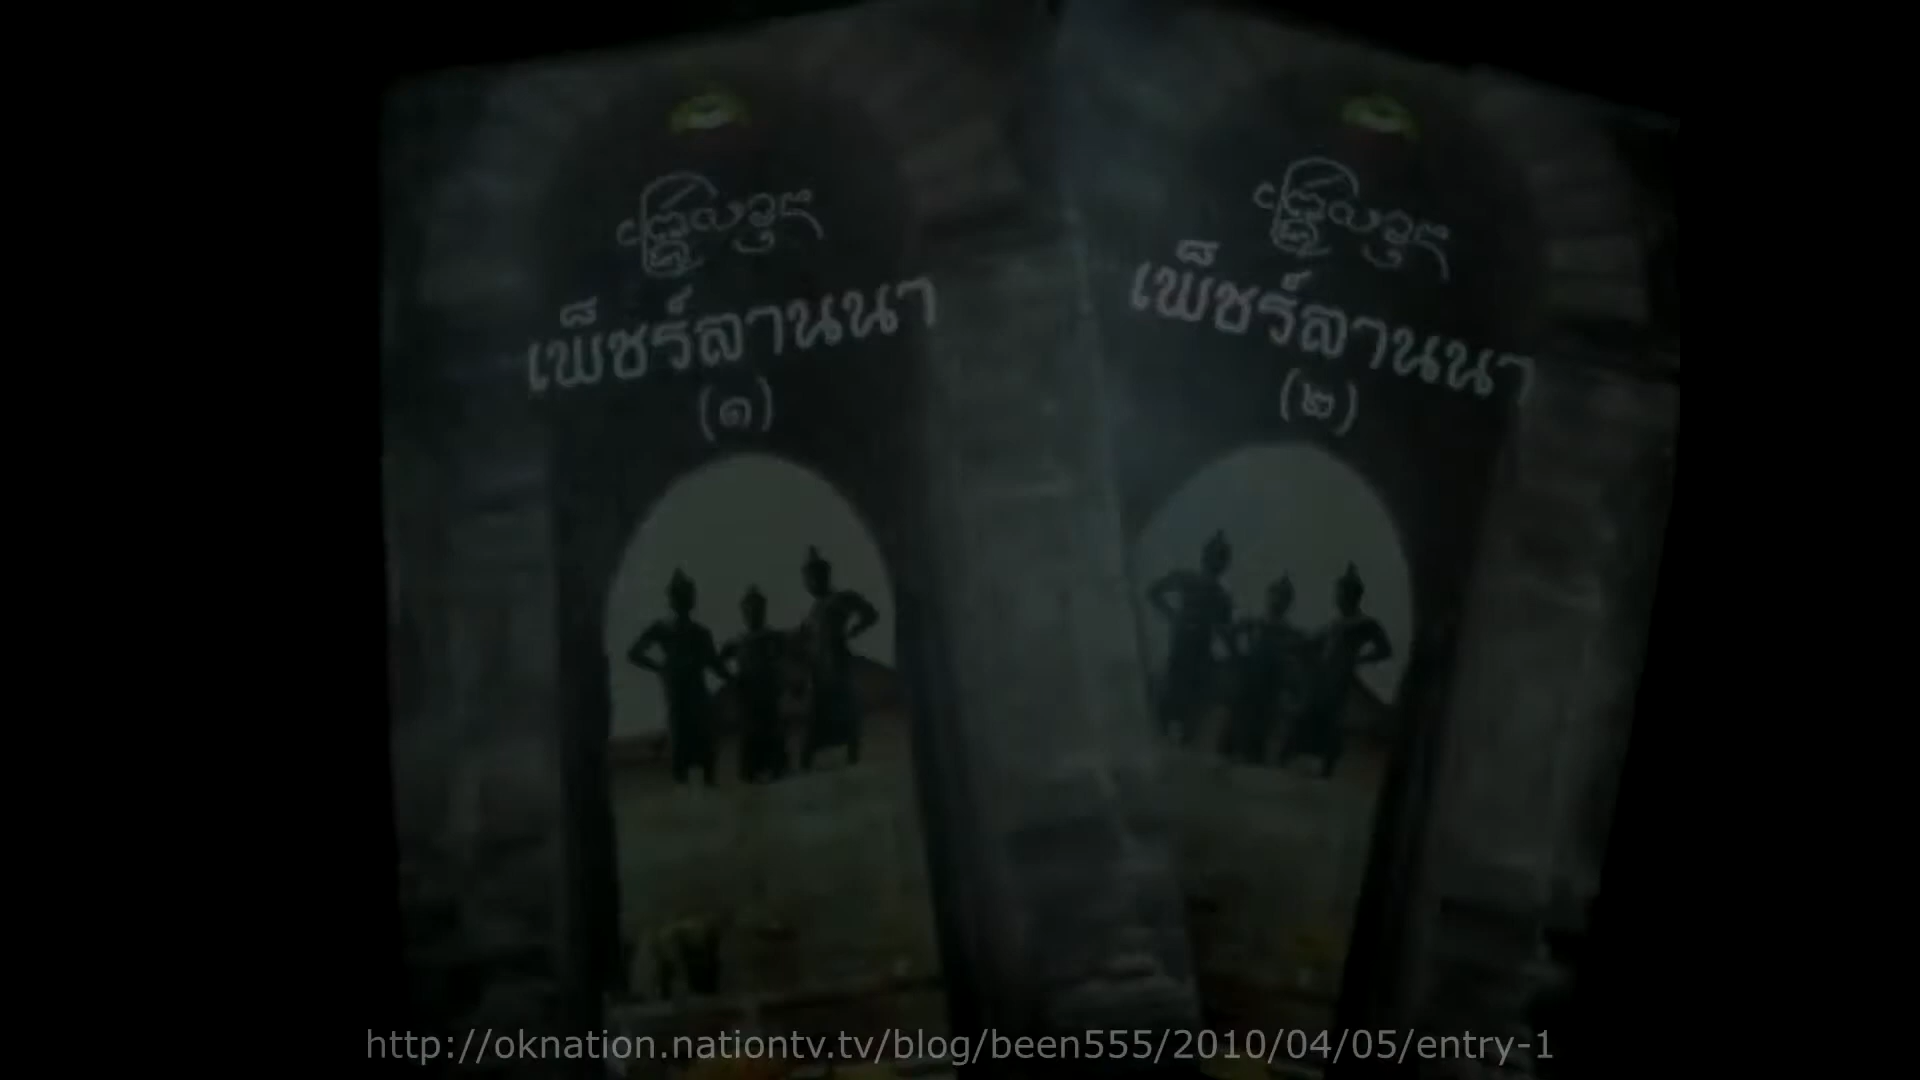 เพ็ชร์ลานนา
(๑)
เพ็ชร์ลานนา
(๒)
http://oknation.nationtv.tv/blog/been555/2010/04/05/entry-1